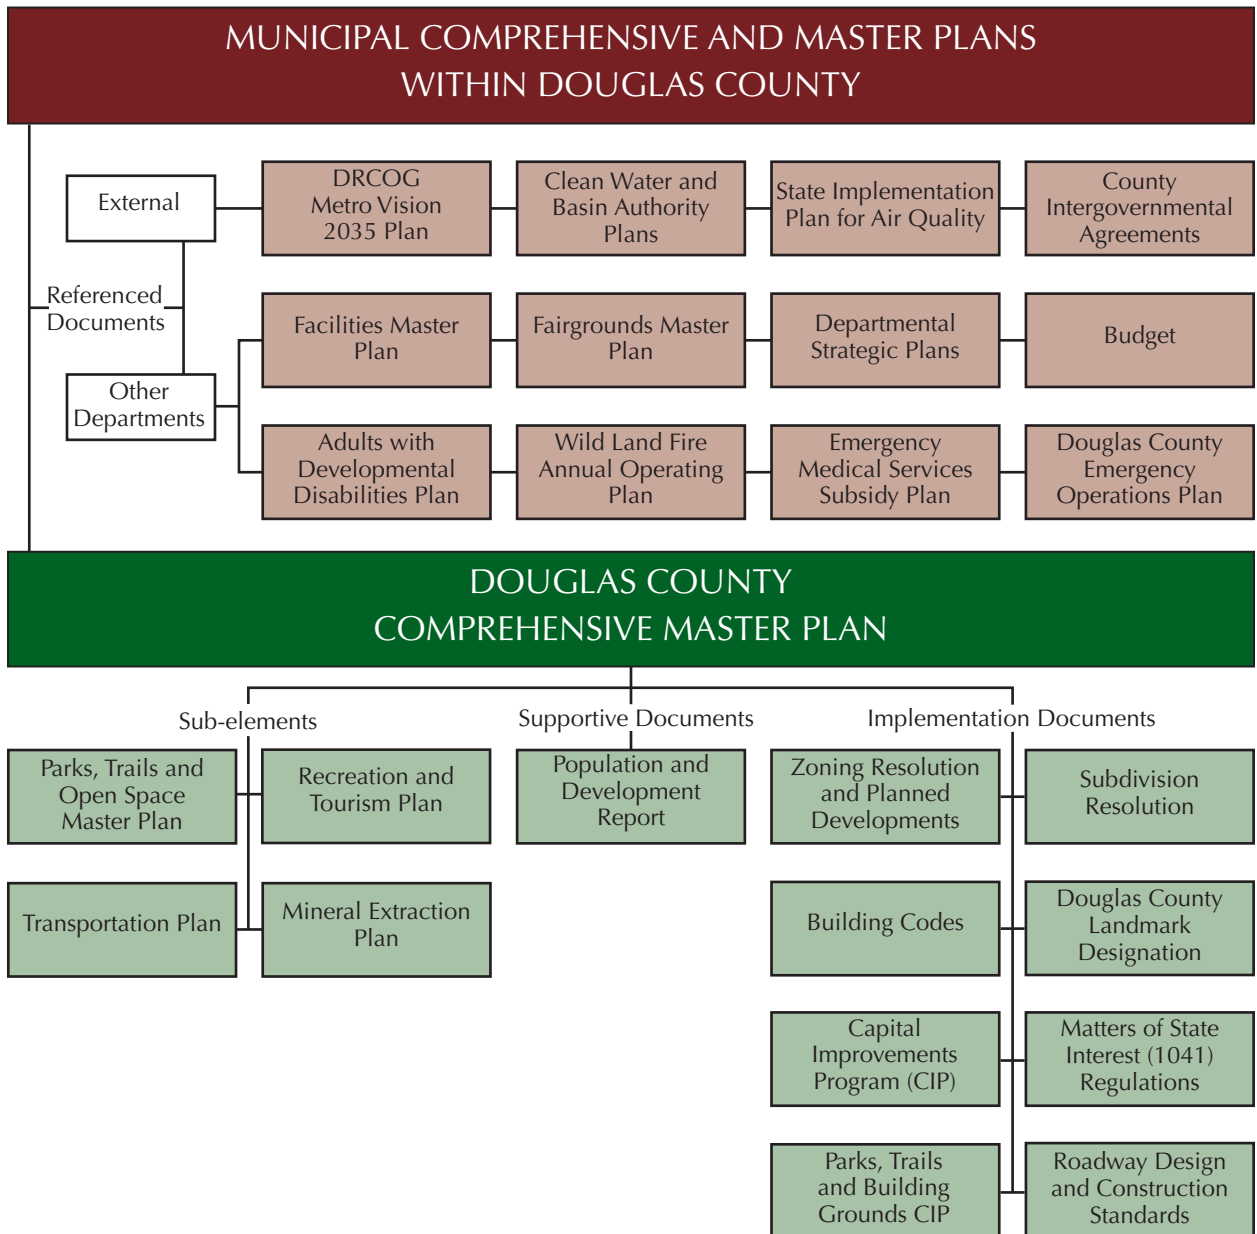 MUNICIPAL COMPREHENSIVE AND MASTER PLANS
WITHIN DOUGLAS COUNTY
External
DRCOG
Metro Vision
2035 Plan
Clean Water and
Basin Authority
Plans
State Implementation
Plan for Air Quality
County
Intergovernmental
Agreements
Referenced
Documents
Facilities Master
Plan
Fairgrounds Master
Plan
Departmental
Strategic Plans
Budget
Other
Departments
Adults with
Developmental
Disabilities Plan
Wild Land Fire
Annual Operating
Plan
Emergency
Medical Services
Subsidy Plan
Douglas County
Emergency
Operations Plan
DOUGLAS COUNTY
COMPREHENSIVE MASTER PLAN
Sub-elements
Supportive Documents
Implementation Documents
Parks, Trails and
Open Space
Master Plan
Recreation and
Tourism Plan
Population and
Development
Report
Zoning Resolution
and Planned
Developments
Subdivision
Resolution
Transportation Plan
Mineral Extraction
Plan
Building Codes
Douglas County
Landmark
Designation
Capital
Improvements
Program (CIP)
Matters of State
Interest (1041)
Regulations
Parks, Trails
and Building
Grounds CIP
Roadway Design
and Construction
Standards